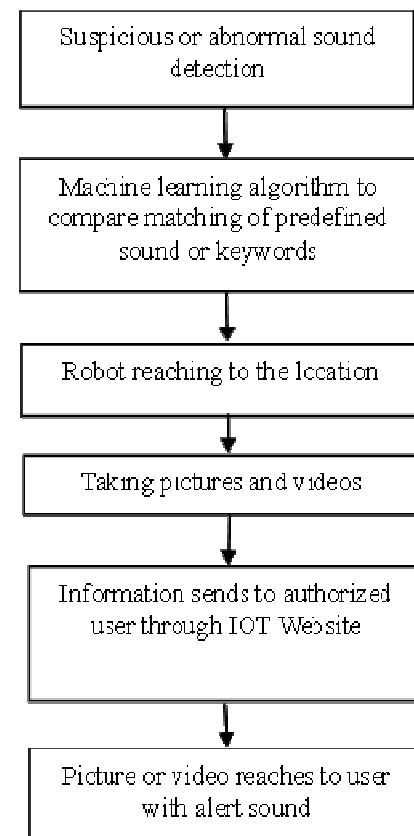 Suspicious or abnormal sound
detection
Machine learning algorithm to
compare matching of predefined
sound or keywords
Robot reaching to the location
Taking pictures and videos
Information sends to authorized
user through IOT Website
Picture or video reaches to user
with alert sound